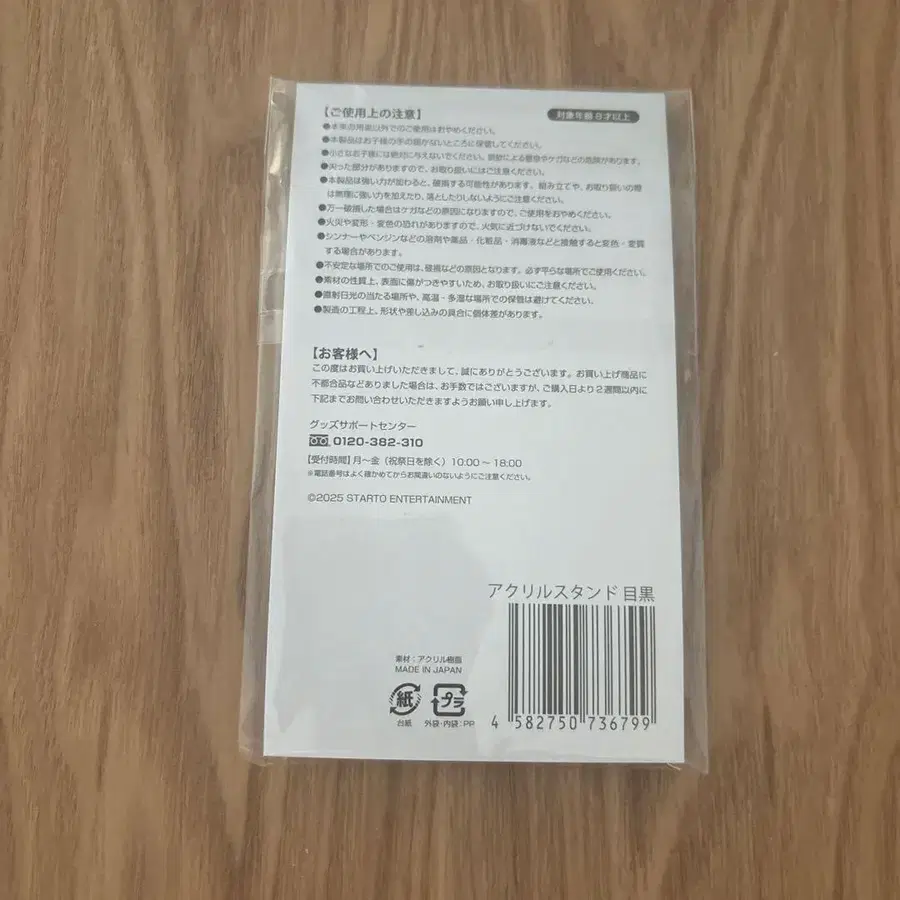 【ご使用上の注意】
対象年齢8才以上
●本来の用途以外でのご使用はおやめください。
●本製品はお子様の手の届かないところに保管してください。
●小さなお子様には絶対に与えないでください。誤飲による窒息やケガなどの危険があります。
●尖った部分がありますので、お取り扱いにはご注意ください。
●本製品は強い力が加わると、破損する可能性があります。組み立てや、お取り扱いの際
は無理に強い力を加えたり、落としたりしないようにご注意ください。
●万一破損した場合はケガなどの原因になりますので、ご使用をおやめください。
●火災や変形・変色の恐れがありますので、火気に近づけないでください。
●シンナーやベンジンなどの溶剤や薬品・化粧品・消毒液などと接触すると変色・変質
する場合があります。
●不安定な場所でのご使用は、破損などの原因となります。必ず平らな場所でご使用ください。
●素材の性質上、表面に傷がつきやすいため、お取り扱いにご注意ください。
●直射日光の当たる場所や、高温・多湿な場所での保管は避けてください。
●製造の工程上、形状や差し込みの具合に個体差があります。
【お客様へ】
この度はお買い上げいただきまして、誠にありがとうございます。お買い上げ商品に
不都合品などありました場合は、お手数ではございますが、ご購入日より2週間以内に
下記までお問い合わせいただきますようお願い申し上げます。
グッズサポートセンター
0120-382-310
【受付時間】月〜金（祝祭日を除く）10:00〜18:00
※電話番号はよく確かめてからお間違いのないようにご注意ください。
©2025 STARTO ENTERTAINMENT
アクリルスタンド 目黒
素材：アクリル樹脂
MADE IN JAPAN
紙
プラ
台紙
外袋・内袋：PP
4 582750 736799